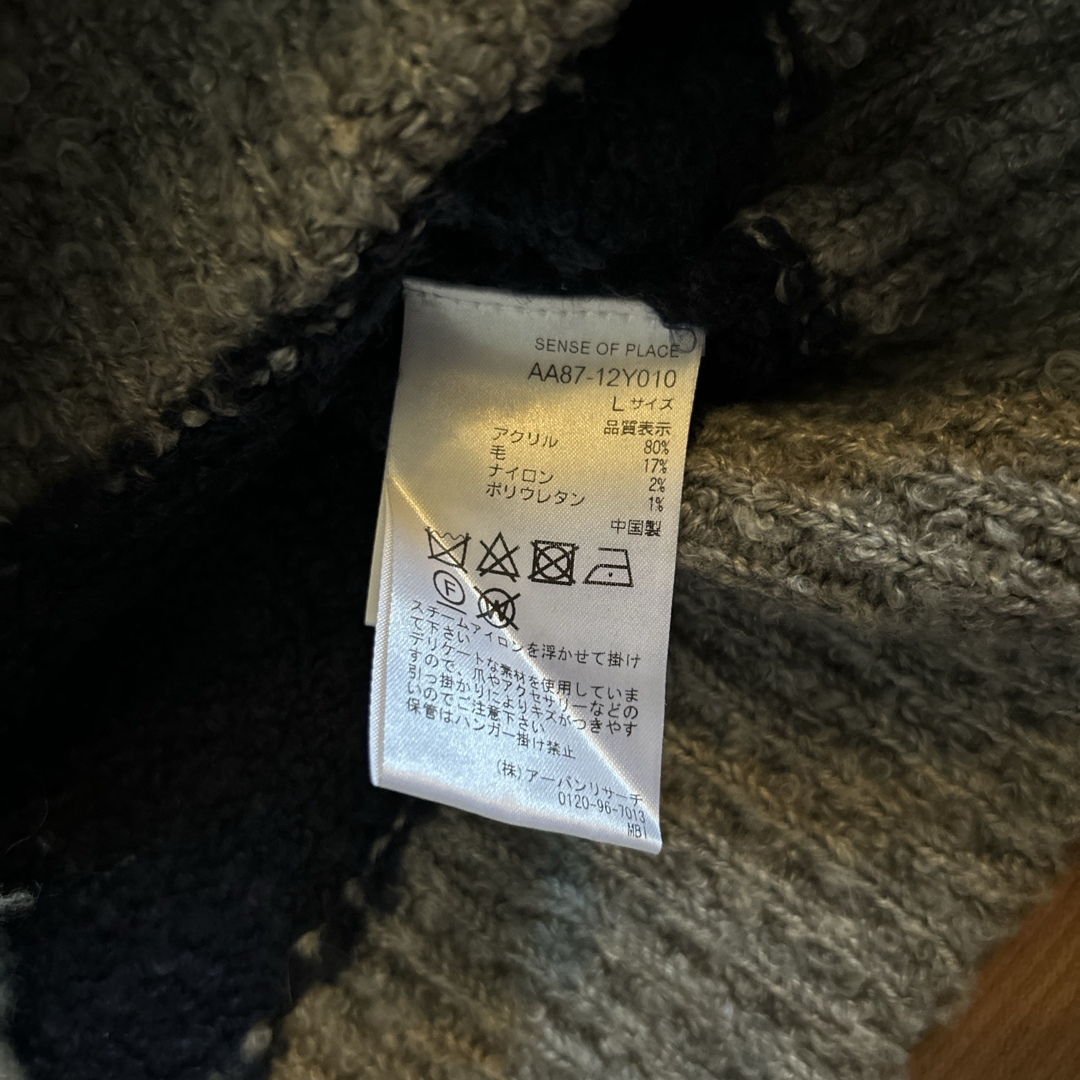 SENSE OF PLACE
AA87-12Y010
Lサイズ
品質表示
アクリル 80%
毛 17%
ナイロン 2%
ポリウレタン 1%
中国製
F
W
スチームアイロンを浮かせて掛け
て下さい
デリケートな素材を使用していま
すので、爪やアクセサリーなどの
引っ掛かりによりキズがつきやす
いのでご注意下さい
保管はハンガー掛け禁止
(株)アーバンリサーチ
0120-96-7013
MB1